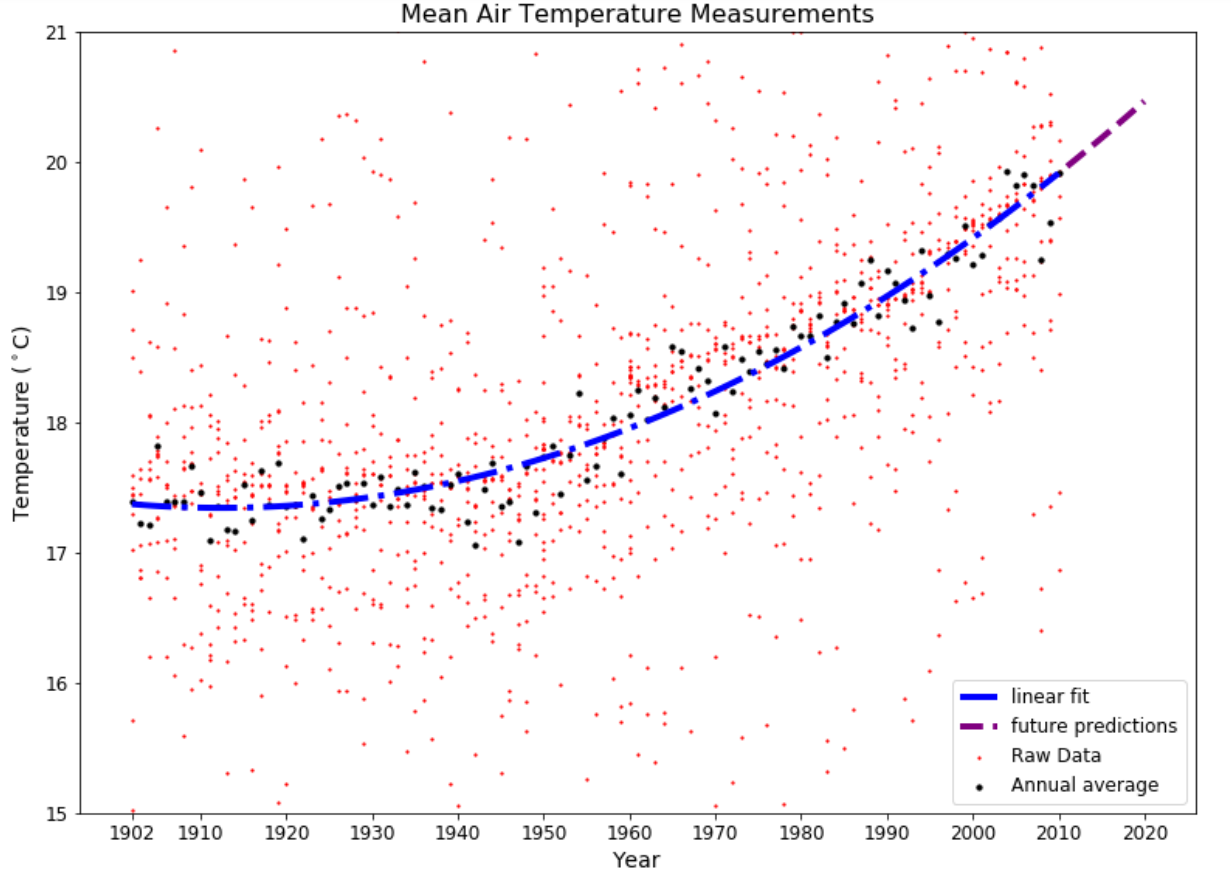 Mean Air Temperature Measurements
21
20
19
18
17
16
15
Temperature (°C)
1902 1910 1920 1930 1940 1950 1960 1970 1980 1990 2000 2010 2020
Year
linear fit
future predictions
Raw Data
Annual average